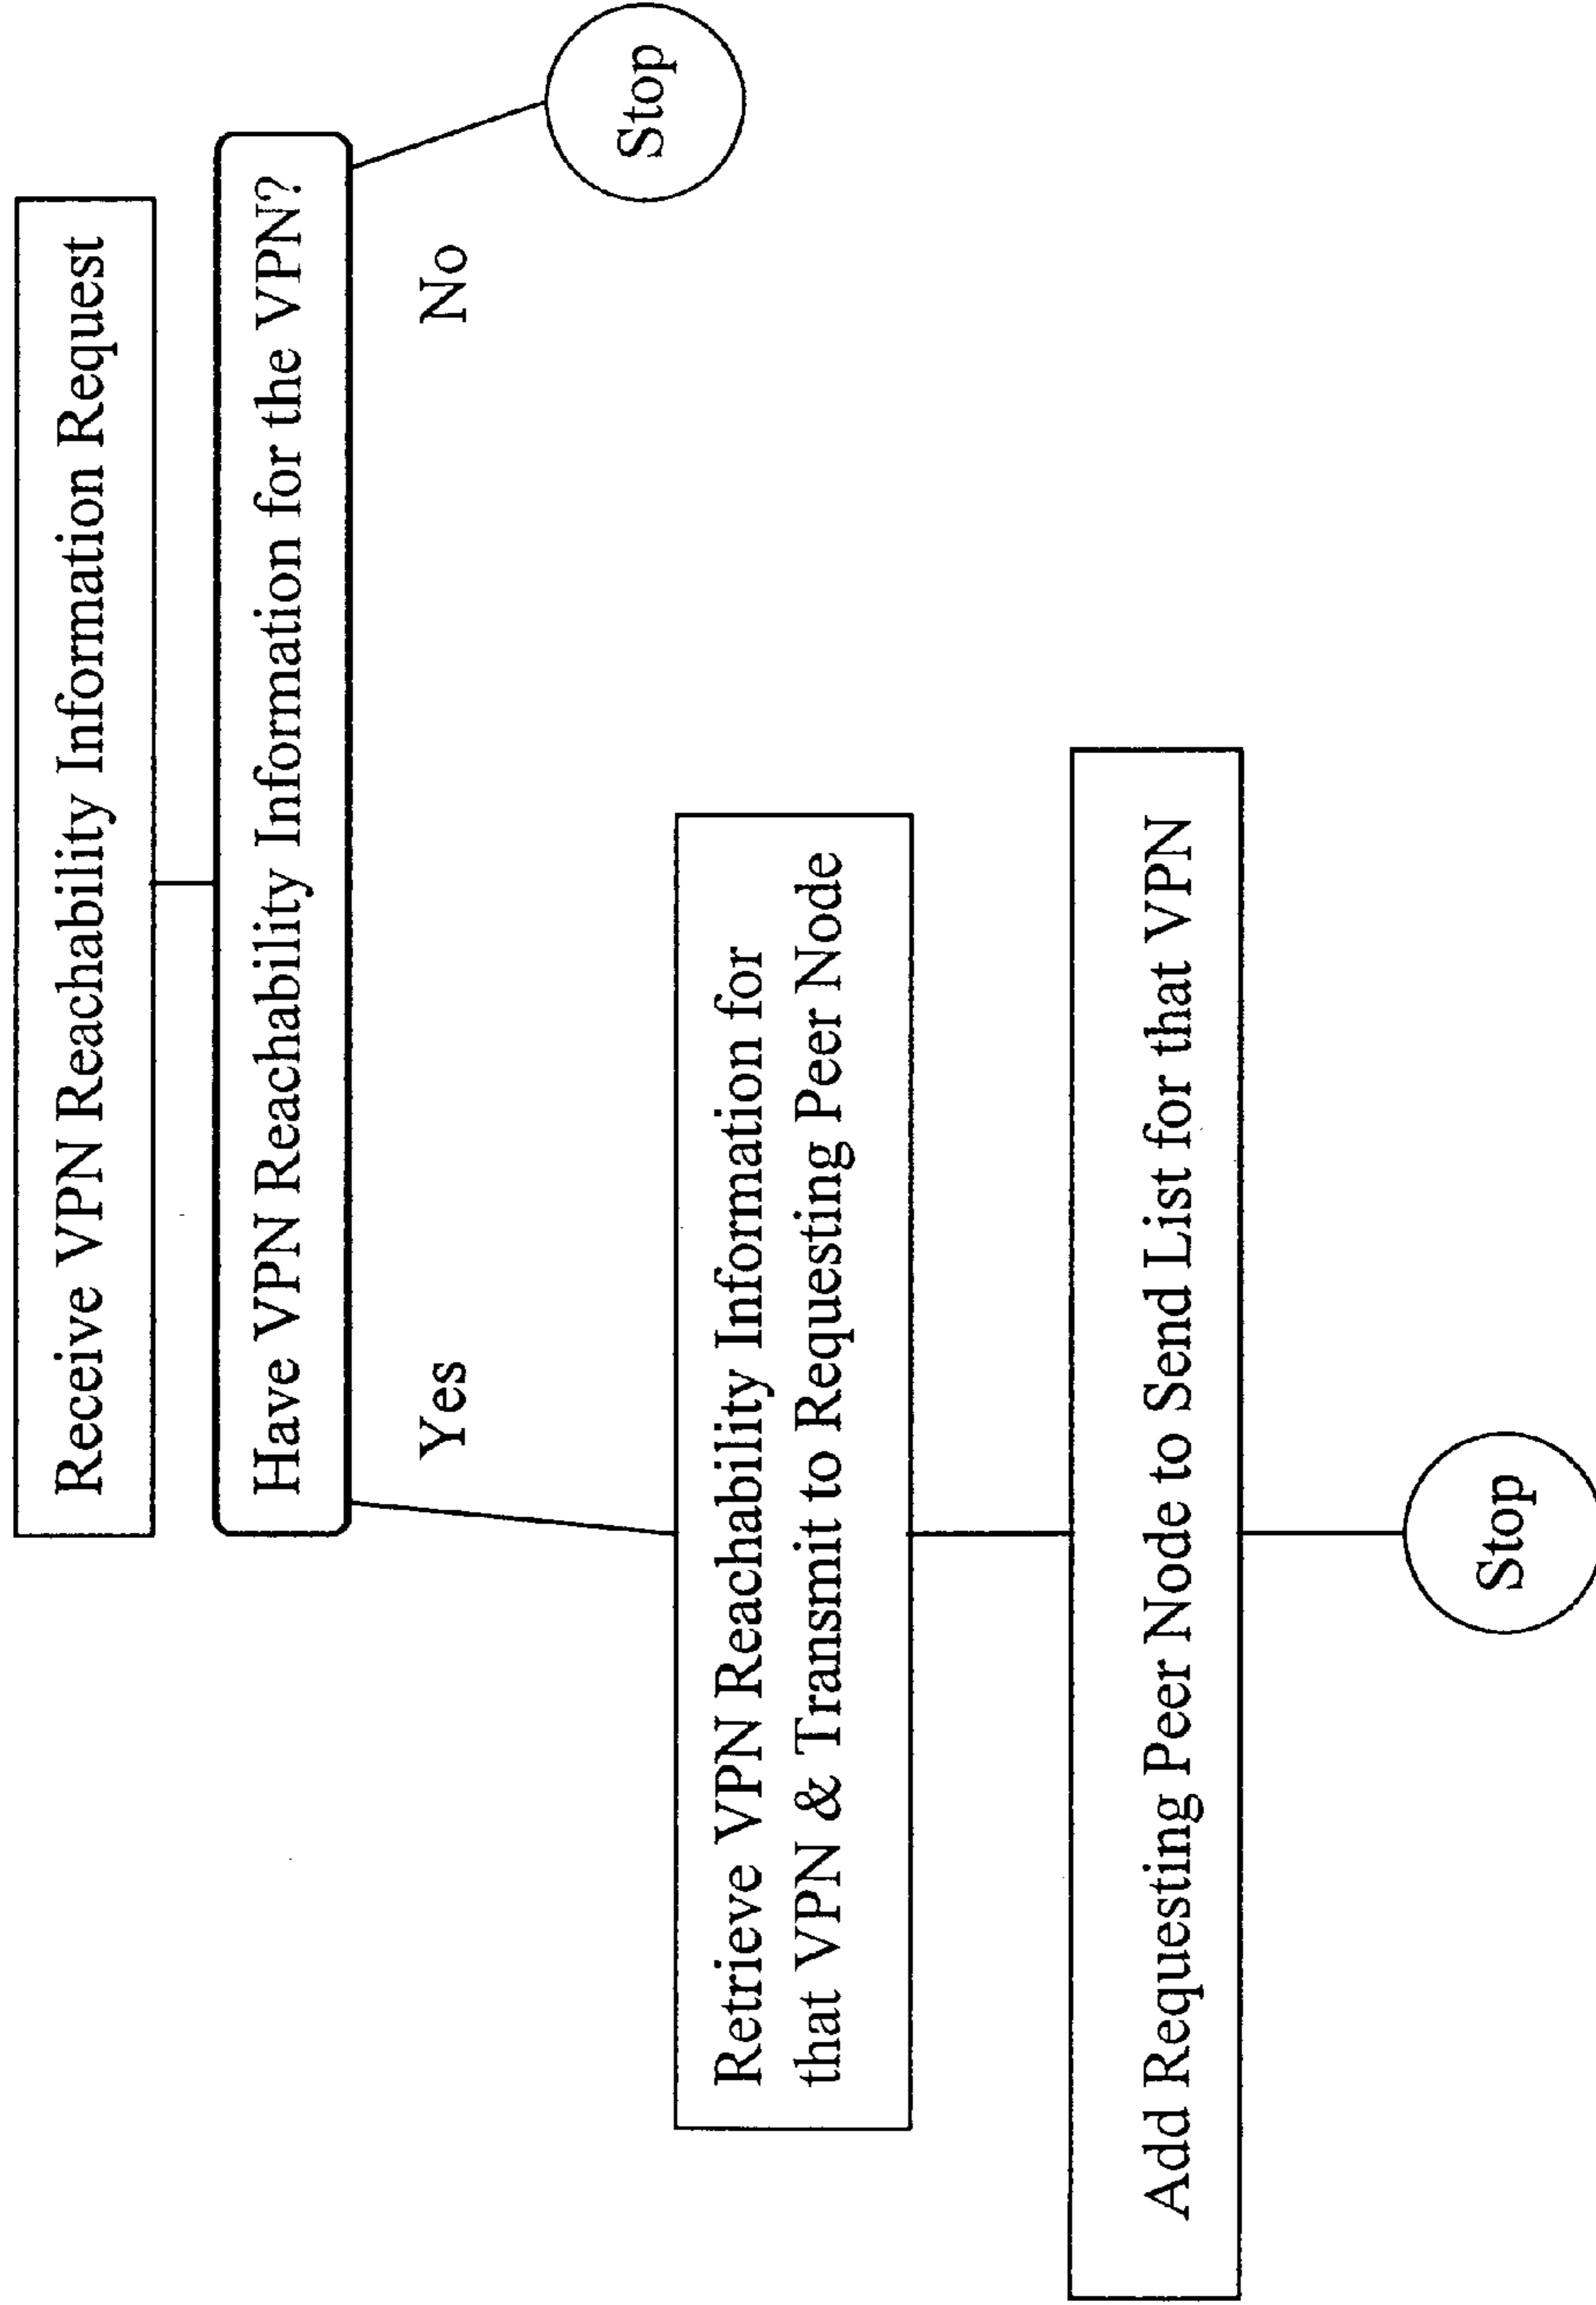 Receive VPN Reachability Information Request
Have VPN Reachability Information for the VPN?
Yes
No
Stop
Retrieve VPN Reachability Information for
that VPN & Transmit to Requesting Peer Node
Add Requesting Peer Node to Send List for that VPN
Stop